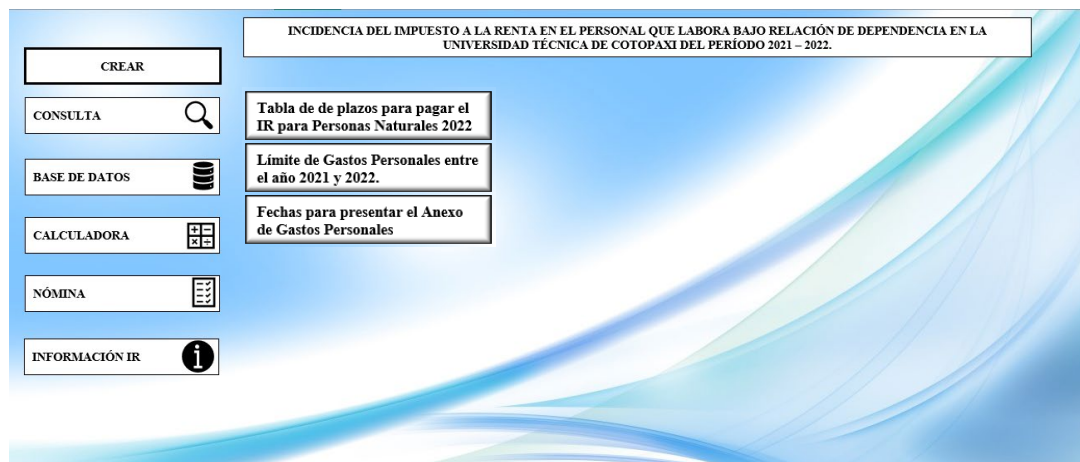 INCIDENCIA DEL IMPUESTO A LA RENTA EN EL PERSONAL QUE LABORA BAJO RELACIÓN DE DEPENDENCIA EN LA
UNIVERSIDAD TÉCNICA DE COTOPAXI DEL PERÍODO 2021 – 2022.
CREAR
CONSULTA
BASE DE DATOS
CALCULADORA
NÓMINA
INFORMACIÓN IR
Tabla de de plazos para pagar el
IR para Personas Naturales 2022
Límite de Gastos Personales entre
el año 2021 y 2022.
Fechas para presentar el Anexo
de Gastos Personales